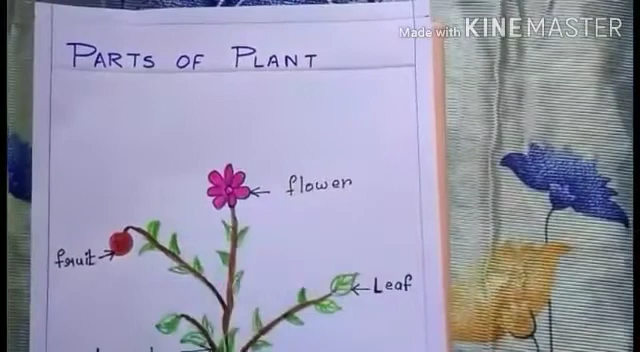 Made with KINEMASTER
PARTS OF PLANT
flower
fruit
Leaf